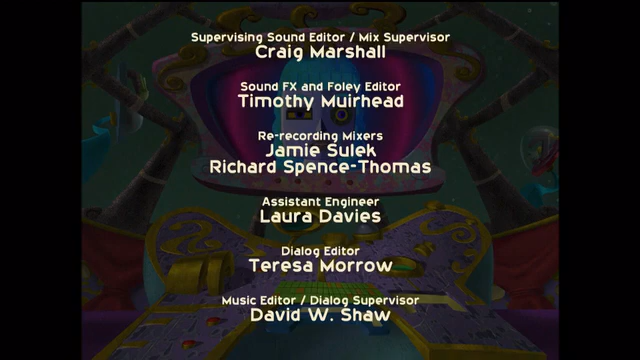 Supervising Sound Editor / Mix Supervisor
Craig Marshall
Sound FX and Foley Editor
Timothy Muirhead
Re-recording Mixers
Jamie Sulek
Richard Spence-Thomas
Assistant Engineer
Laura Davies
Dialog Editor
Teresa Morrow
Music Editor / Dialog Supervisor
David W. Shaw